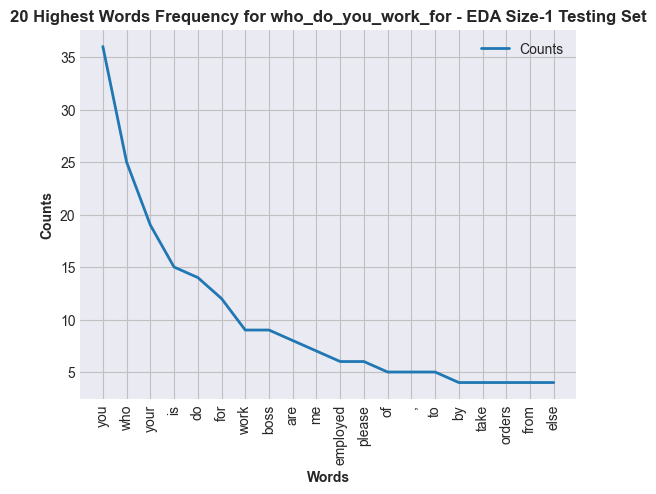 20 Highest Words Frequency for who_do_you_work_for - EDA Size-1 Testing Set
Counts
35
30
25
20
15
10
5
Counts
you
who
your
is
do
for
work
boss
are
me
employed
please
of
,
to
by
take
orders
from
else
Words